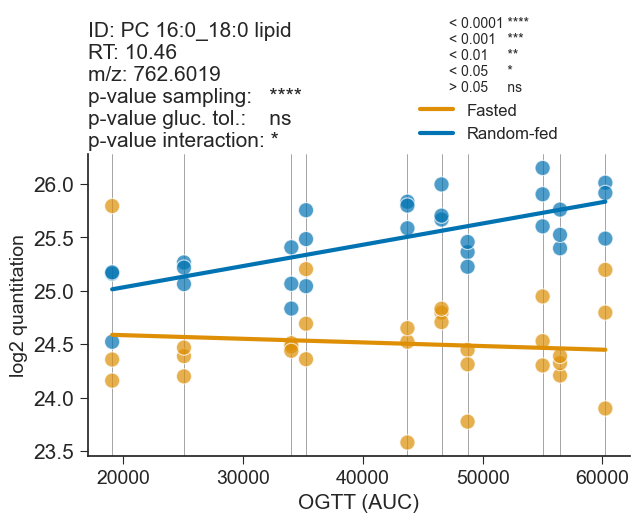 ID: PC 16:0_18:0 lipid
RT: 10.46
m/z: 762.6019
p-value sampling: ****
p-value gluc. tol.: ns
p-value interaction: *
< 0.0001 ****
< 0.001 ***
< 0.01 **
< 0.05 *
> 0.05 ns
Fasted
Random-fed
log2 quantitation
26.0
25.5
25.0
24.5
24.0
23.5
20000 30000 40000 50000 60000
OGTT (AUC)